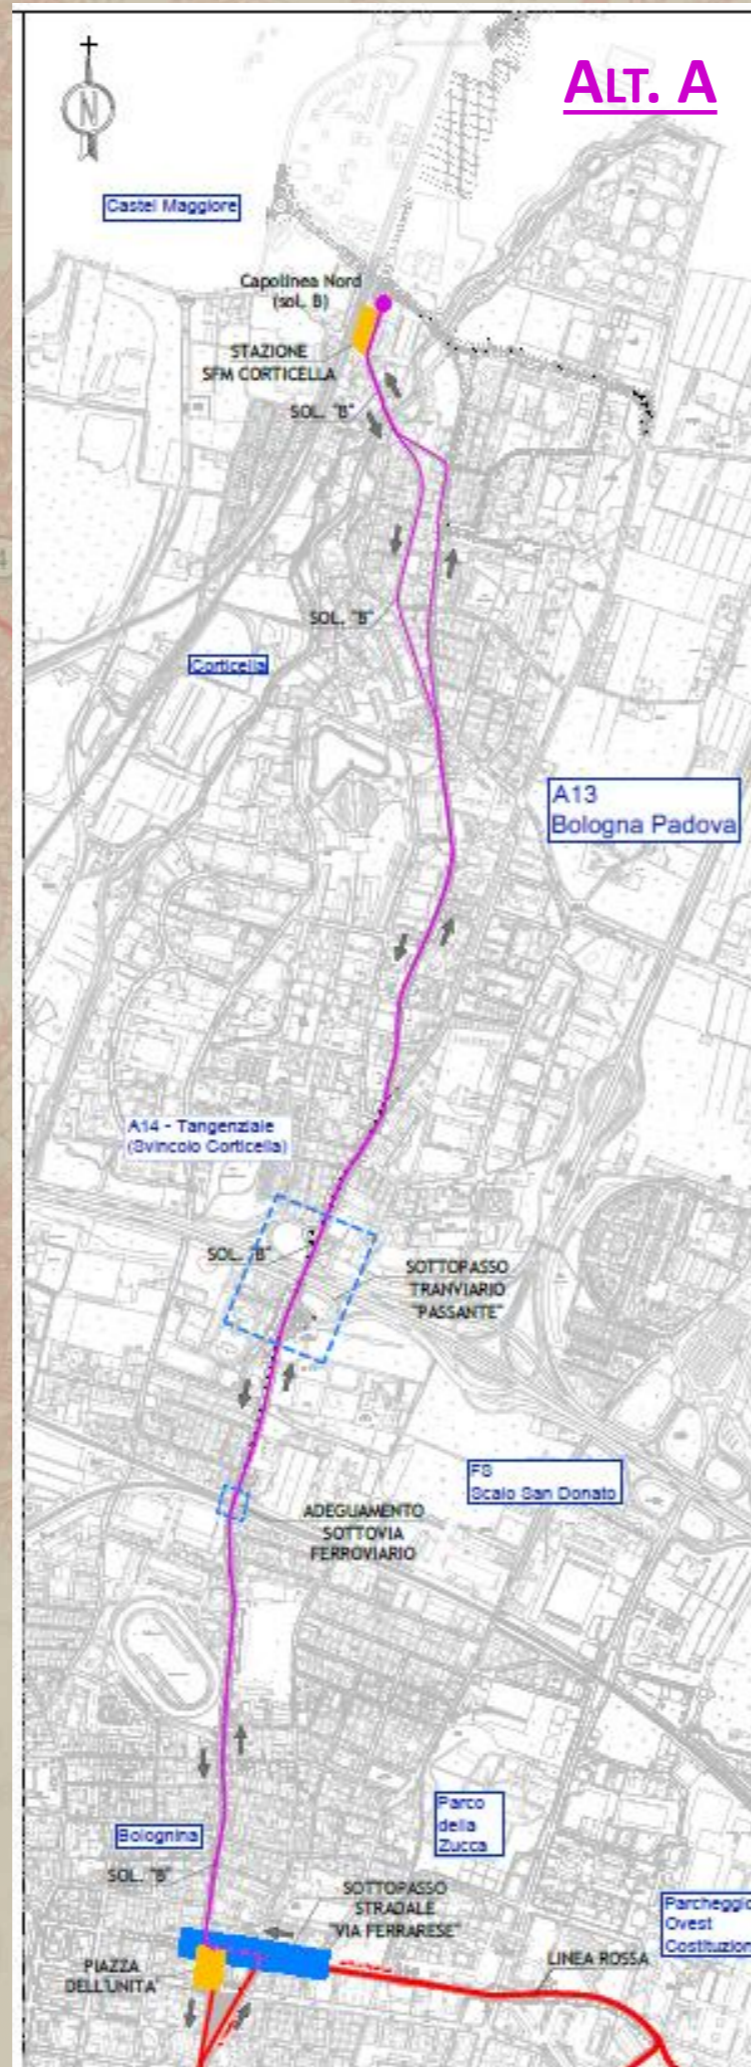 ALT. A
N
Castel Maggiore
Capolinea Nord
(sol. B)
STAZIONE
SFM CORTICELLA
SOL. "B"
SOL. "B"
Corticella
A13
Bologna Padova
A14 - Tangenziale
(Svincolo Corticella)
SOL. "B"
SOTTOPASSO
TRANVIARIO
"PASSANTE"
FS
Scalo San Donato
ADEGUAMENTO
SOTTOVIA
FERROVIARIO
Parco
della
Zucca
Bolognina
SOL. "B"
SOTTOPASSO
STRADALE
"VIA FERRARESE"
Parcheggio
Ovest
Costituzion
LINEA ROSSA
PIAZZA
DELL'UNITA'